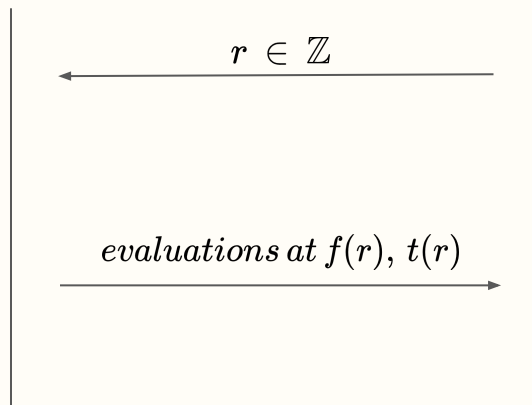 r ∈ ℤ
evaluations at f(r), t(r)